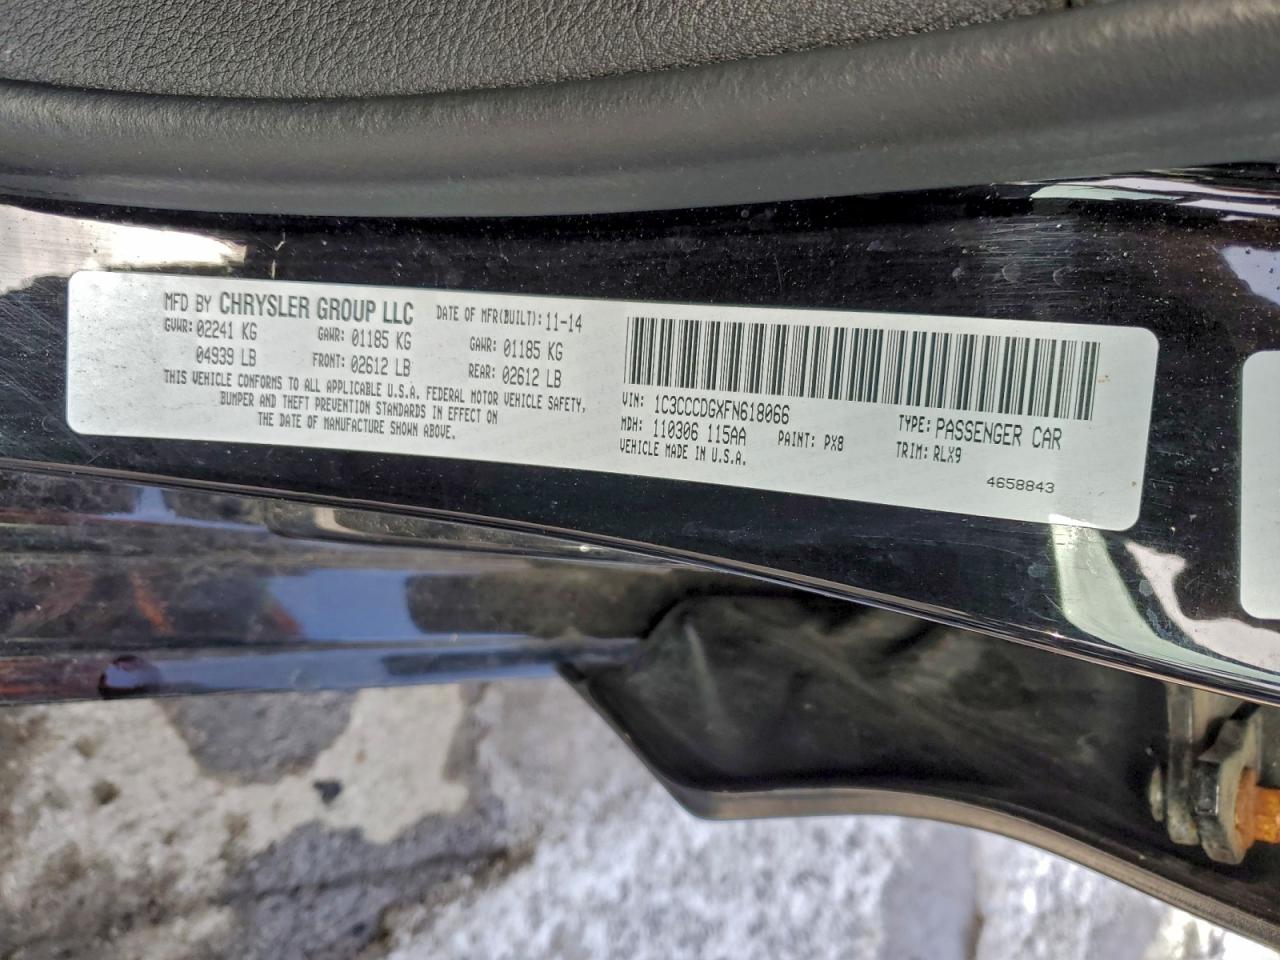 MFD BY CHRYSLER GROUP LLC DATE OF MFR(BUILT): 11-14
GVWR: 02241 KG GAWR: 01185 KG GAWR: 01185 KG
04939 LB FRONT: 02612 LB REAR: 02612 LB
THIS VEHICLE CONFORMS TO ALL APPLICABLE U.S.A. FEDERAL MOTOR VEHICLE SAFETY,
BUMPER AND THEFT PREVENTION STANDARDS IN EFFECT ON
THE DATE OF MANUFACTURE SHOWN ABOVE.
VIN: 1C3CCCDGXFN618066 TYPE: PASSENGER CAR
MDH: 110306 115AA PAINT: PX8 TRIM: RLX9
VEHICLE MADE IN U.S.A.
4658843